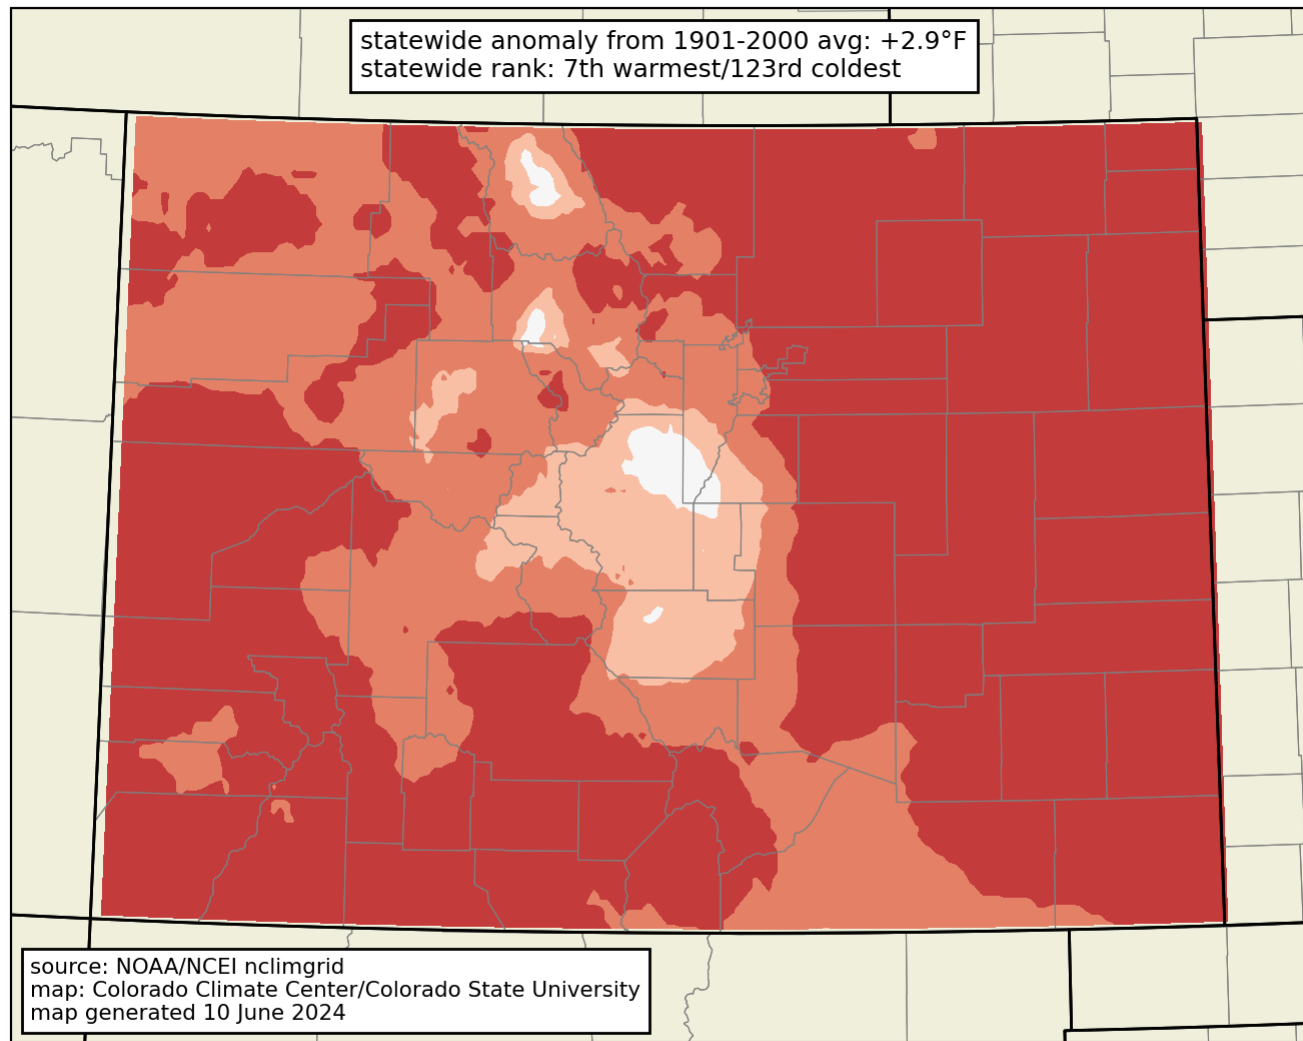 statewide anomaly from 1901-2000 avg: +2.9°F
statewide rank: 7th warmest/123rd coldest
source: NOAA/NCEI nclimgrid
map: Colorado Climate Center/Colorado State University
map generated 10 June 2024